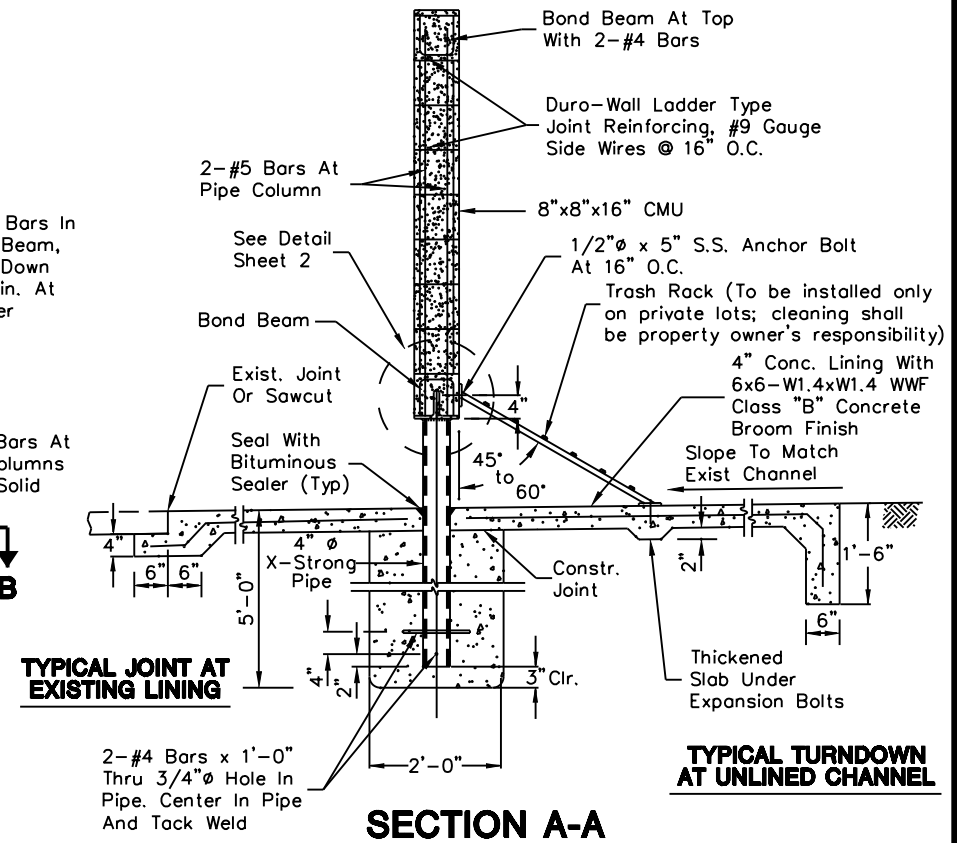 Bond Beam At Top
With 2-#4 Bars
Duro-Wall Ladder Type
Joint Reinforcing, #9 Gauge
Side Wires @ 16" O.C.
2-#5 Bars At
Pipe Column
8"x8"x16" CMU
Bars In
Beam,
Down
in. At
er
See Detail
Sheet 2
1/2"ø x 5" S.S. Anchor Bolt
At 16" O.C.
Trash Rack (To be installed only
on private lots; cleaning shall
be property owner's responsibility)
Bond Beam
4" Conc. Lining With
6x6-W1.4xW1.4 WWF
Class "B" Concrete
Broom Finish
Exist. Joint
Or Sawcut
4"
Bars At
olumns
Solid
Seal With
Bituminous
Sealer (Typ)
45°
to
60°
Slope To Match
Exist Channel
B
4"
6"
6"
5'-0"
4" ø
X-Strong
Pipe
Constr.
Joint
2"
1'-6"
6"
TYPICAL JOINT AT
EXISTING LINING
4"
2"
3" Clr.
Thickened
Slab Under
Expansion Bolts
2-#4 Bars x 1'-0"
Thru 3/4"ø Hole In
Pipe. Center In Pipe
And Tack Weld
2'-0"
TYPICAL TURNDOWN
AT UNLINED CHANNEL
SECTION A-A